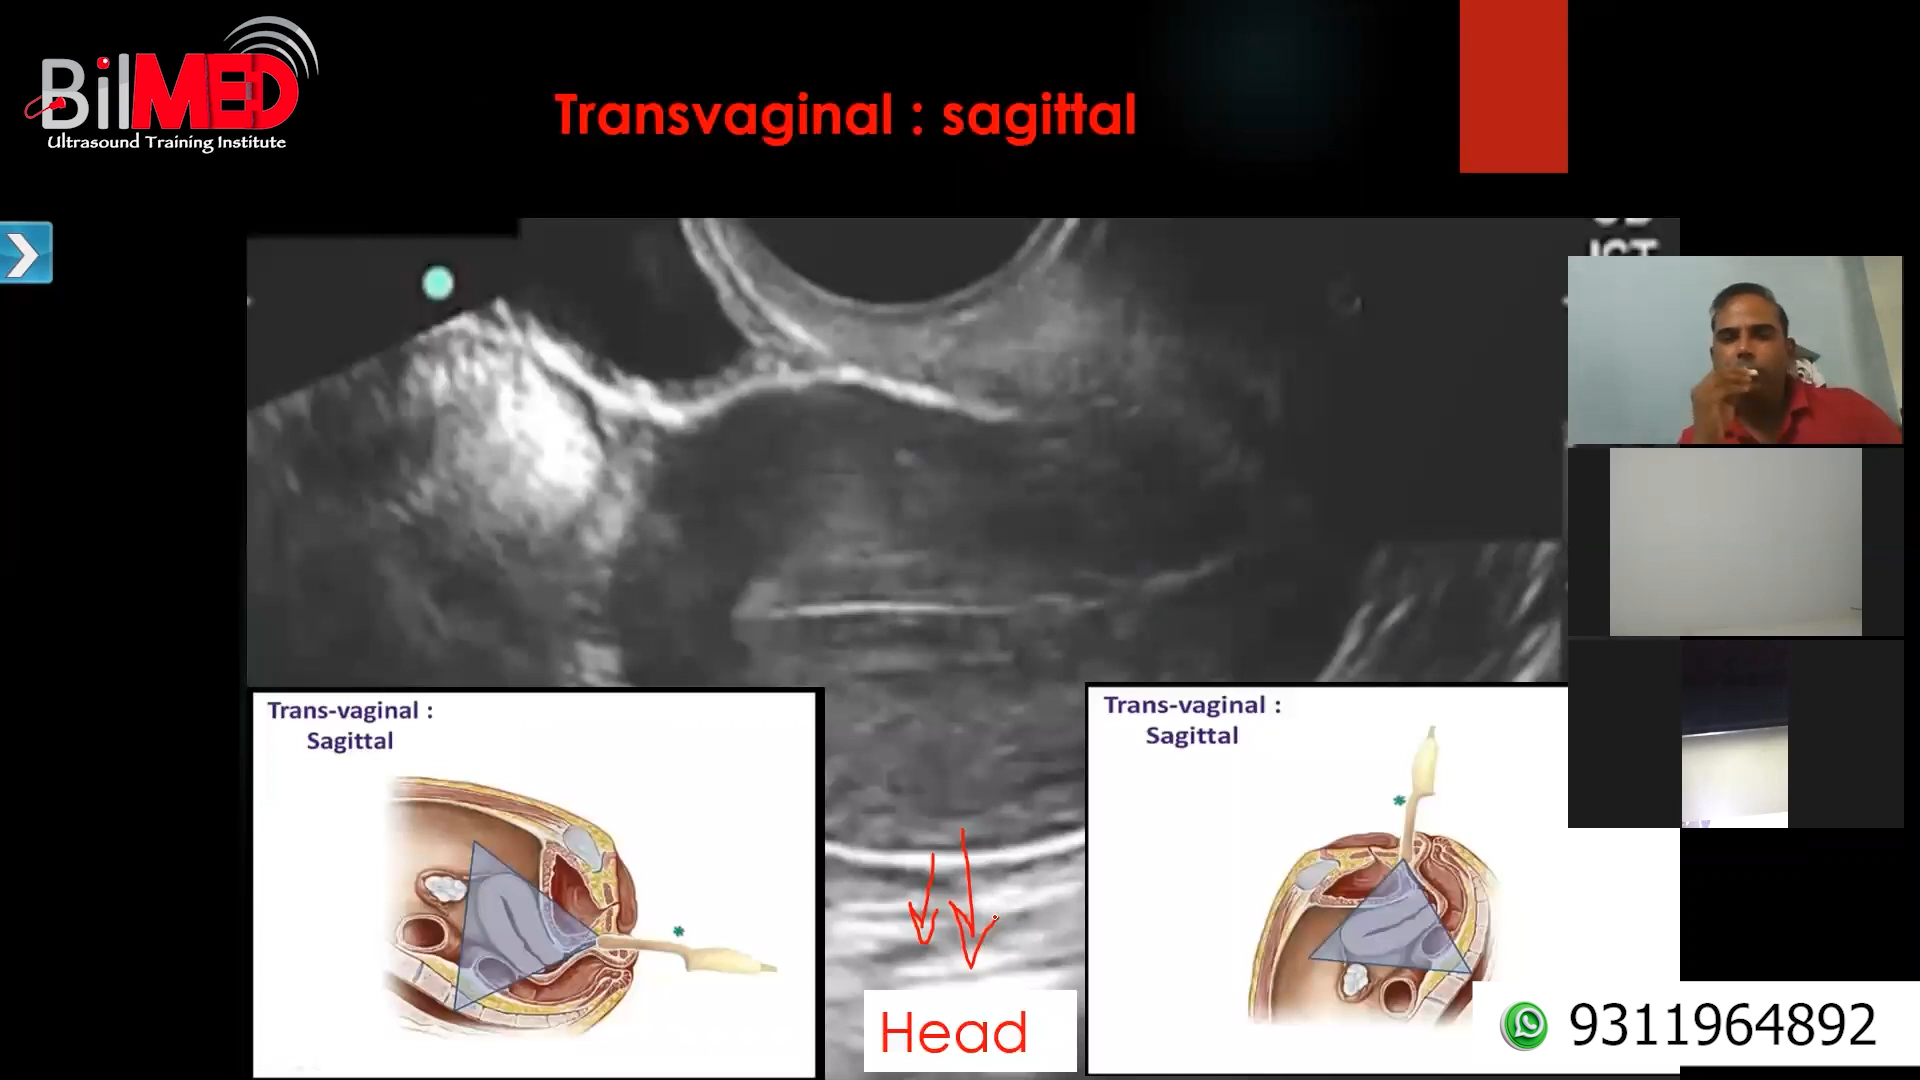 BilMED
Ultrasound Training Institute
Transvaginal : sagittal
Trans-vaginal :
Sagittal
Trans-vaginal :
Sagittal
Head
9311964892